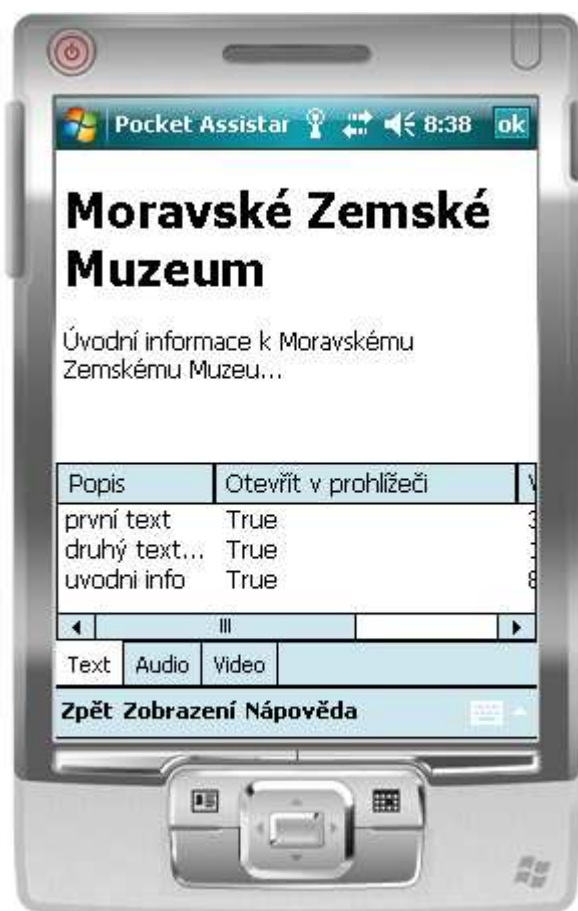 Pocket Assistar 8:38 ok
Moravské Zemské
Muzeum
Úvodní informace k Moravskému
Zemskému Muzeu...
Popis Otevřít v prohlížeči
první text True
druhý text... True
uvodni info True
Text Audio Video
Zpět Zobrazení Nápověda